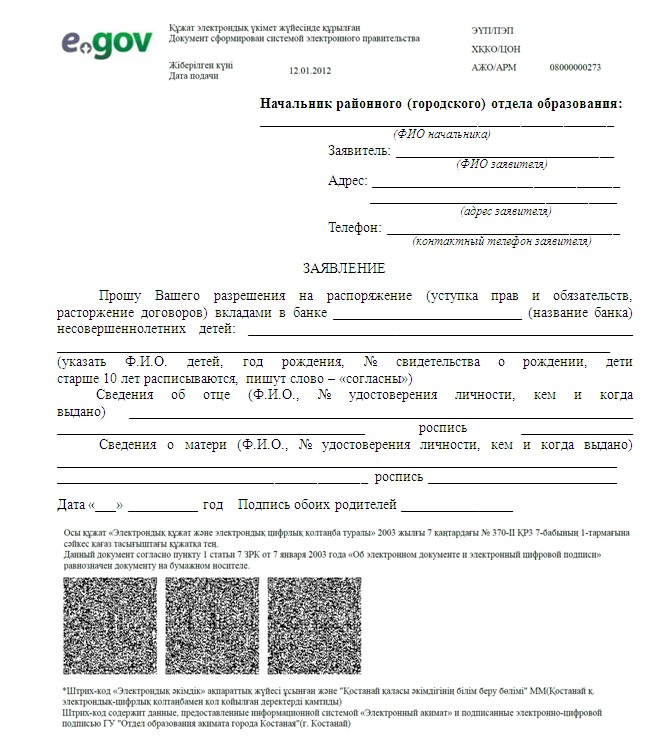 e.gov
Құжат электрондық үкімет жүйесінде құрылған
Документ сформирован системой электронного правительства
ЭҮП/ПЭП
ХҚКО/ЦОН
Жіберілген күні
Дата подачи
12.01.2012
АЖО/АРМ 08000000273
Начальник районного (городского) отдела образования:
(ФИО начальника)
Заявитель:
(ФИО заявителя)
Адрес:
(адрес заявителя)
Телефон:
(контактный телефон заявителя)
ЗАЯВЛЕНИЕ
Прошу Вашего разрешения на распоряжение (уступка прав и обязательств,
расторжение договоров) вкладами в банке ____________________ (название банка)
несовершеннолетних детей:
(указать Ф.И.О. детей, год рождения, № свидетельства о рождении, дети
старше 10 лет расписываются, пишут слово – «согласны»)
Сведения об отце (Ф.И.О., № удостоверения личности, кем и когда
выдано)
роспись
Сведения о матери (Ф.И.О., № удостоверения личности, кем и когда выдано)
роспись
Дата «___» __________ год Подпись обоих родителей
Осы құжат «Электрондық құжат және электрондық цифрлық қолтаңба туралы» 2003 жылғы 7 қаңтардағы № 370-II ҚРЗ 7-бабының 1-тармағына
сәйкес қағаз тасығыштағы құжатқа тең.
Данный документ согласно пункту 1 статьи 7 ЗРК от 7 января 2003 года «Об электронном документе и электронный цифровой подписи»
равнозначен документу на бумажном носителе.
*Штрих-код «Электрондық әкімдік» ақпараттық жүйесі ұсынған және "Қостанай қаласы әкімдігінің білім беру бөлімі" ММ(Қостанай қ.
электрондық-цифрлық қолтаңбамен қол қойылған деректерді қамтиды)
Штрих-код содержит данные, предоставленные информационной системой «Электронный акимат» и подписанные электронно-цифровой
подписью ГУ "Отдел образования акимата города Костаная"(г. Костанай)